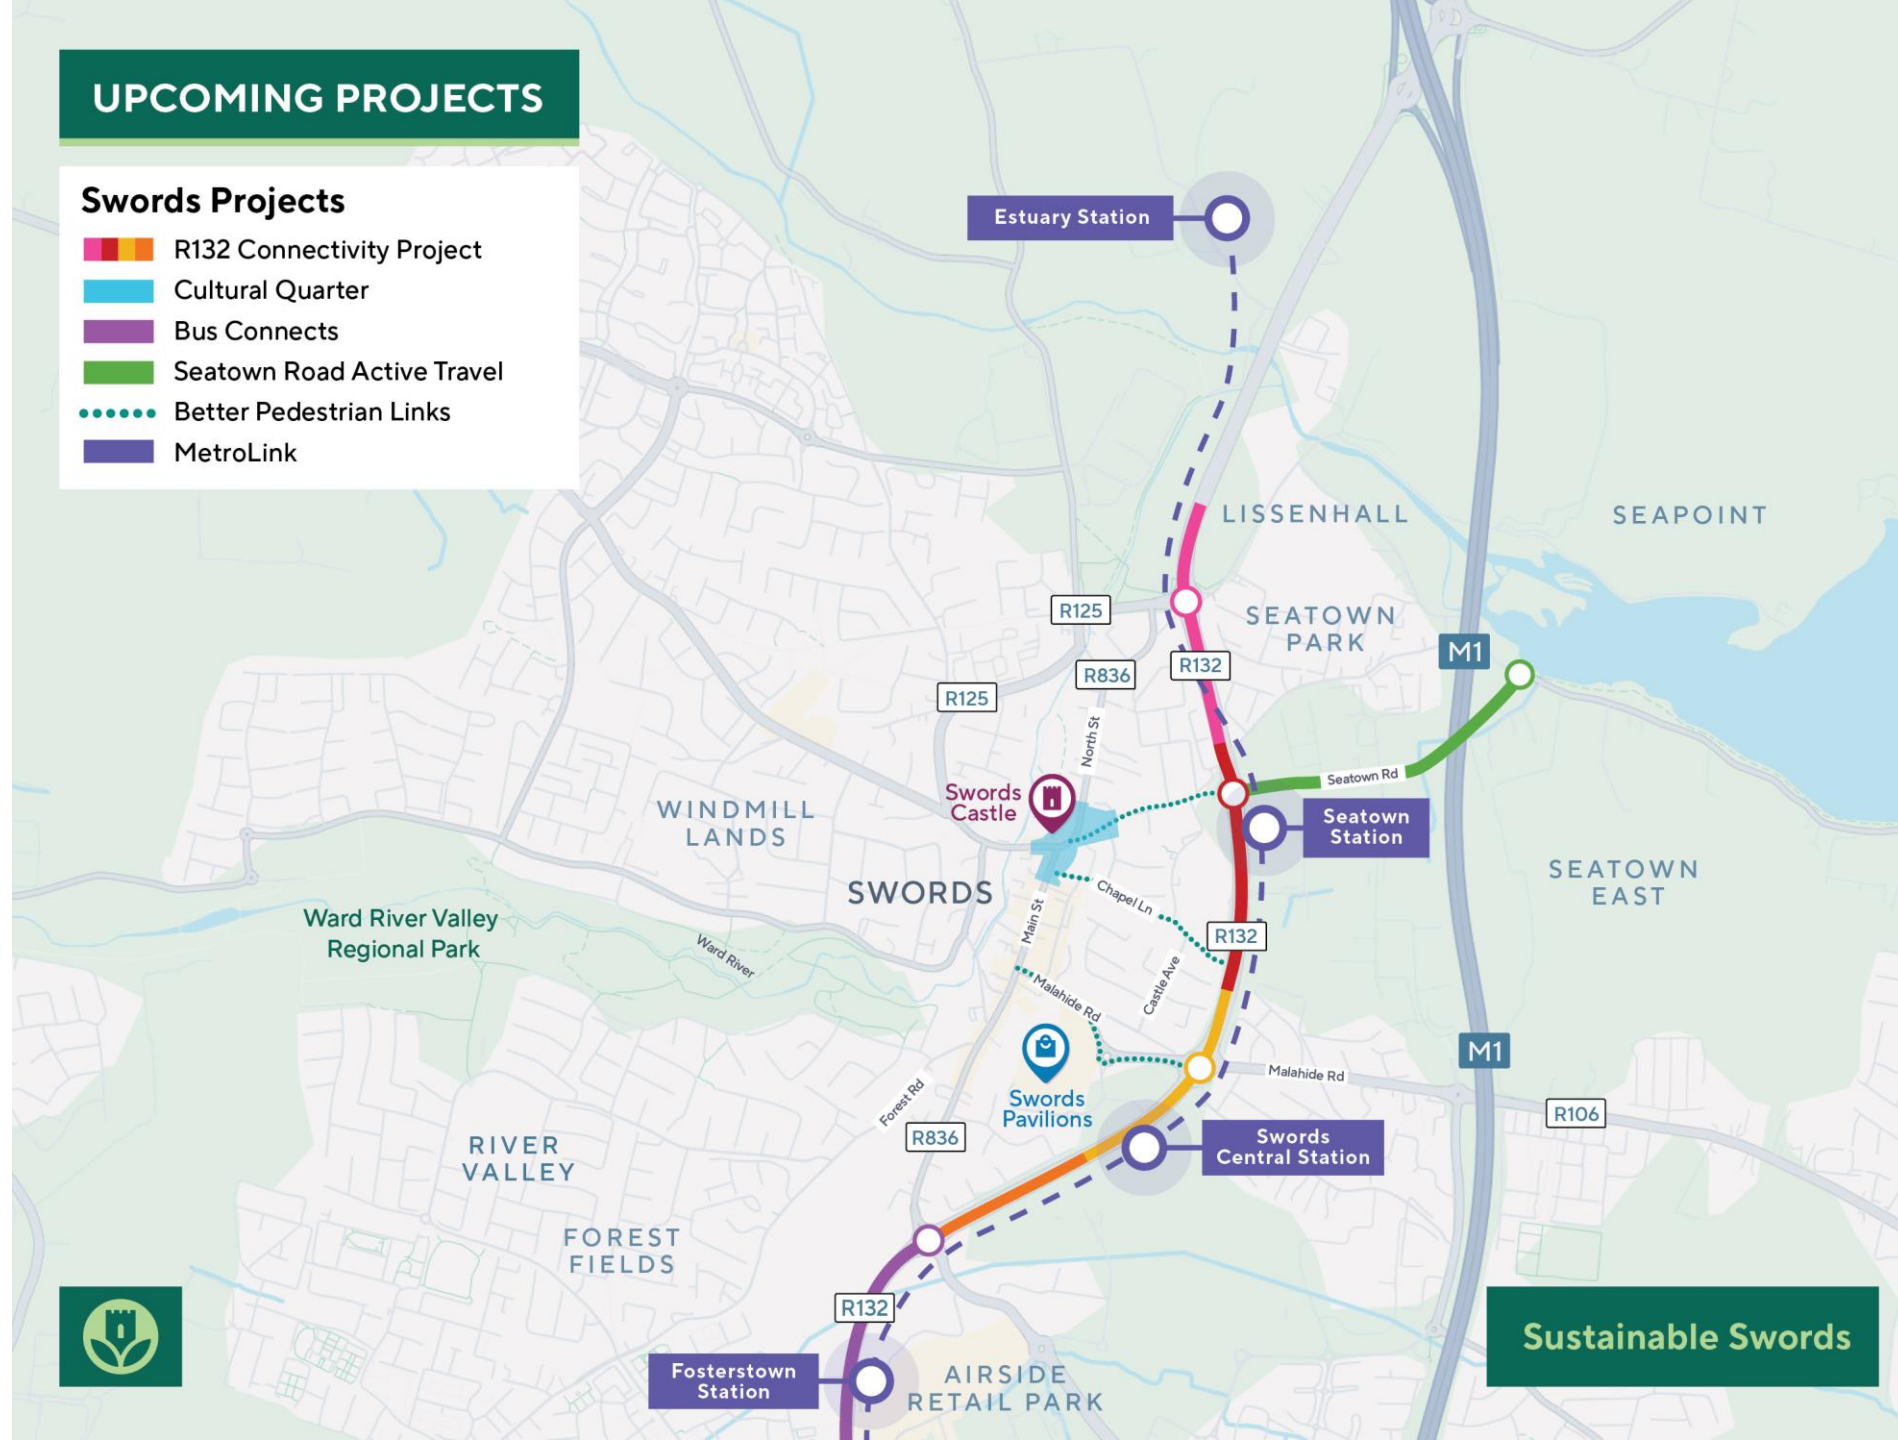 UPCOMING PROJECTS
Swords Projects
R132 Connectivity Project
Cultural Quarter
Bus Connects
Seatown Road Active Travel
Better Pedestrian Links
MetroLink
Estuary Station
LISSENHALL
SEAPOINT
R125
SEATOWN
PARK
M1
R132
R836
R125
North St
Seatown Rd
Swords
Castle
WINDMILL
LANDS
Seatown
Station
SEATOWN
EAST
SWORDS
Chapel Ln
Main St
R132
Ward River Valley
Regional Park
Ward River
Castle Ave
Malahide Rd
M1
Malahide Rd
Swords
Pavilions
Forest Rd
R106
R836
Swords
Central Station
RIVER
VALLEY
FOREST
FIELDS
R132
Sustainable Swords
Fosterstown
Station
AIRSIDE
RETAIL PARK